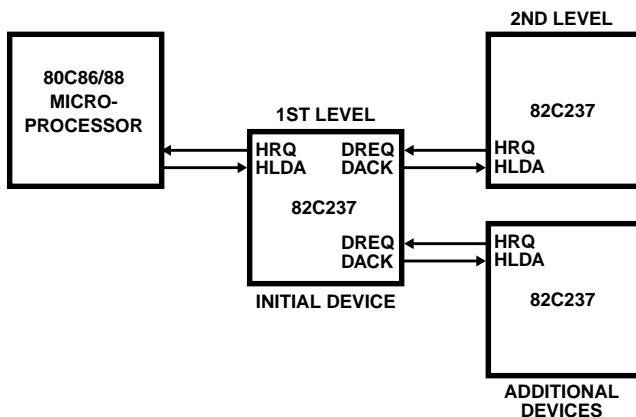 2ND LEVEL
80C86/88
MICRO-
PROCESSOR
1ST LEVEL
82C237
HRQ
HLDA
DREQ
DACK
HRQ
HLDA
82C237
DREQ
DACK
HRQ
HLDA
INITIAL DEVICE
82C237
ADDITIONAL
DEVICES